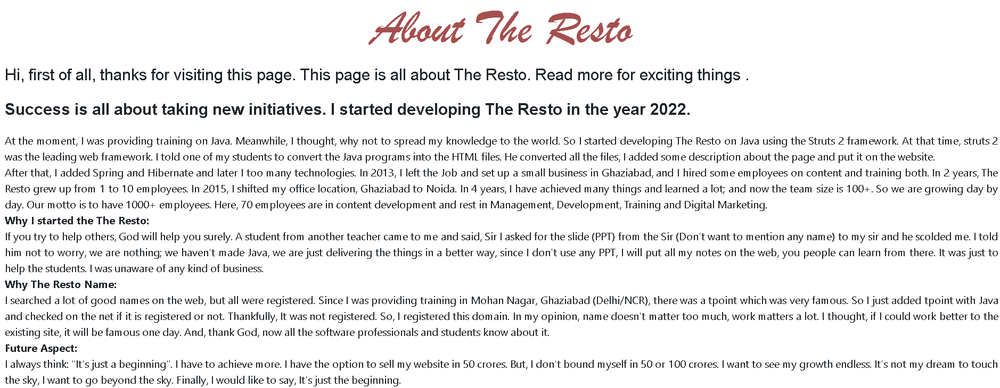 About The Resto
Hi, first of all, thanks for visiting this page. This page is all about The Resto. Read more for exciting things .
Success is all about taking new initiatives. I started developing The Resto in the year 2022.
At the moment, I was providing training on Java. Meanwhile, I thought, why not to spread my knowledge to the world. So I started developing The Resto on Java using the Struts 2 framework. At that time, struts 2
was the leading web framework. I told one of my students to convert the Java programs into the HTML files. He converted all the files, I added some description about the page and put it on the website.
After that, I added Spring and Hibernate and later I too many technologies. In 2013, I left the Job and set up a small business in Ghaziabad, and I hired some employees on content and training both. In 2 years, The
Resto grew up from 1 to 10 employees. In 2015, I shifted my office location, Ghaziabad to Noida. In 4 years, I have achieved many things and learned a lot; and now the team size is 100+. So we are growing day by
day. Our motto is to have 1000+ employees. Here, 70 employees are in content development and rest in Management, Development, Training and Digital Marketing.
Why I started the The Resto:
If you try to help others, God will help you surely. A student from another teacher came to me and said, Sir I asked for the slide (PPT) from the Sir (Don't want to mention any name) to my sir and he scolded me. I told
him not to worry, we are nothing; we haven't made Java, we are just delivering the things in a better way, since I don't use any PPT, I will put all my notes on the web, you people can learn from there. It was just to
help the students. I was unaware of any kind of business.
Why The Resto Name:
I searched a lot of good names on the web, but all were registered. Since I was providing training in Mohan Nagar, Ghaziabad (Delhi/NCR), there was a tpoint which was very famous. So I just added tpoint with Java
and checked on the net if it is registered or not. Thankfully, It was not registered. So, I registered this domain. In my opinion, name doesn't matter too much, work matters a lot. I thought, if I could work better to the
existing site, it will be famous one day. And, thank God, now all the software professionals and students know about it.
Future Aspect:
I always think: "It's just a beginning". I have to achieve more. I have the option to sell my website in 50 crores. But, I don't bound myself in 50 or 100 crores. I want to see my growth endless. It's not my dream to touch
the sky, I want to go beyond the sky. Finally, I would like to say, It's just the beginning.